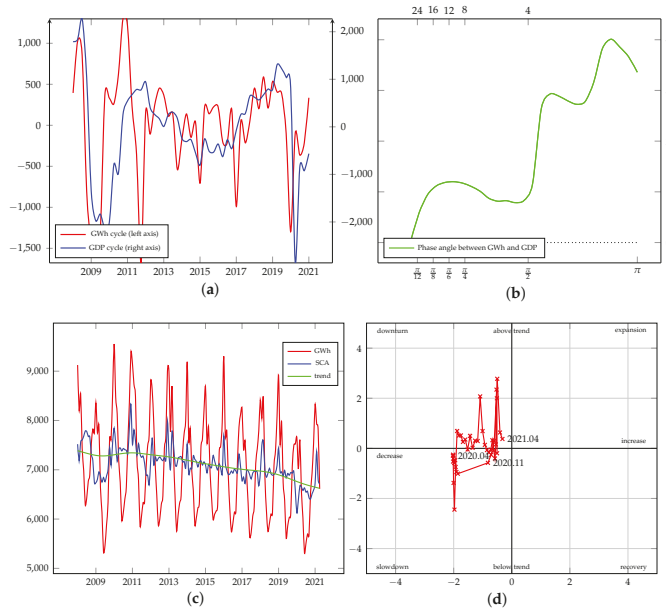 24 16 12 8 4
1,000
500
0
−500
−1,000
−1,500
2,000
1,000
0
−2,000
GWh cycle (left axis)
GDP cycle (right axis)
2009 2011 2013 2015 2017 2019 2021
(a)
Phase angle between GWh and GDP
π/12 π/8 π/6 π/4 π/2 π
(b)
9,000
8,000
7,000
6,000
5,000
GWh
SCA
trend
2009 2011 2013 2015 2017 2019 2021
(c)
downturn above trend expansion
4
2
0
−2
−4
increase
decrease
2021.04
2020.04
2020.11
slowdown below trend recovery
−4 −2 0 2 4
(d)